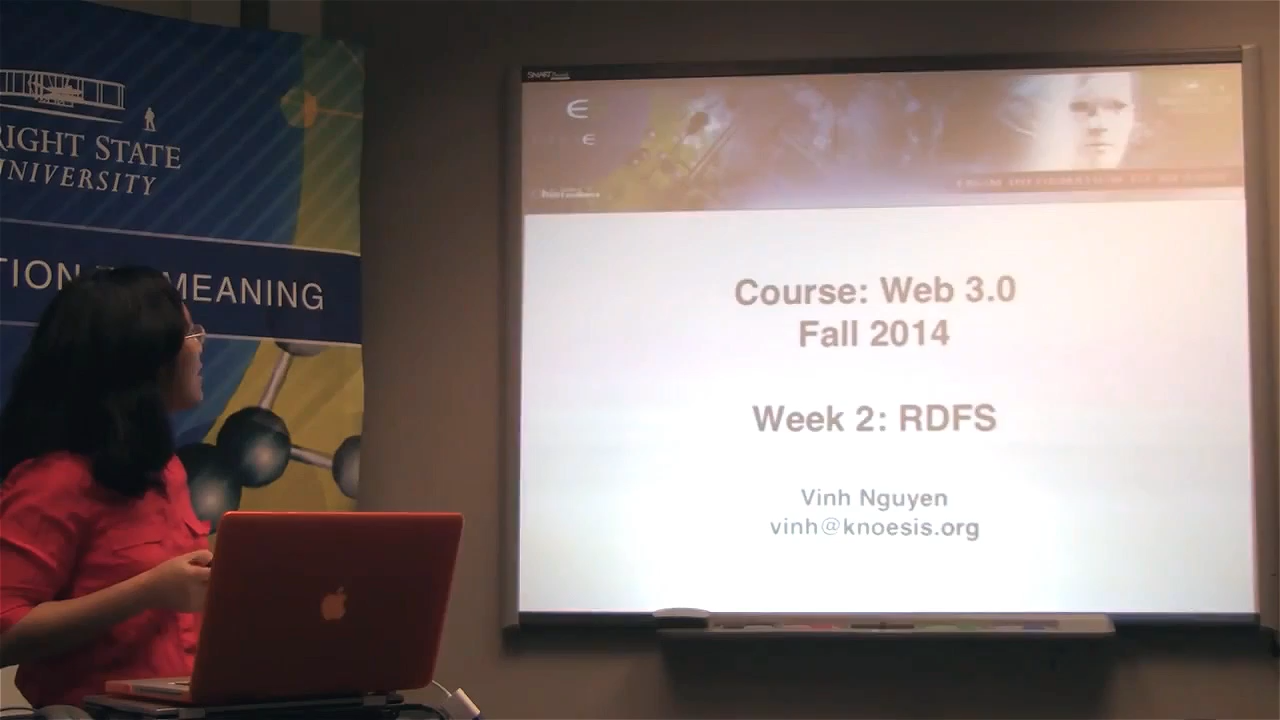 RIGHT STATE
UNIVERSITY
TION MEANING
SMART
Course: Web 3.0
Fall 2014
Week 2: RDFS
Vinh Nguyen
vinh@knoesis.org